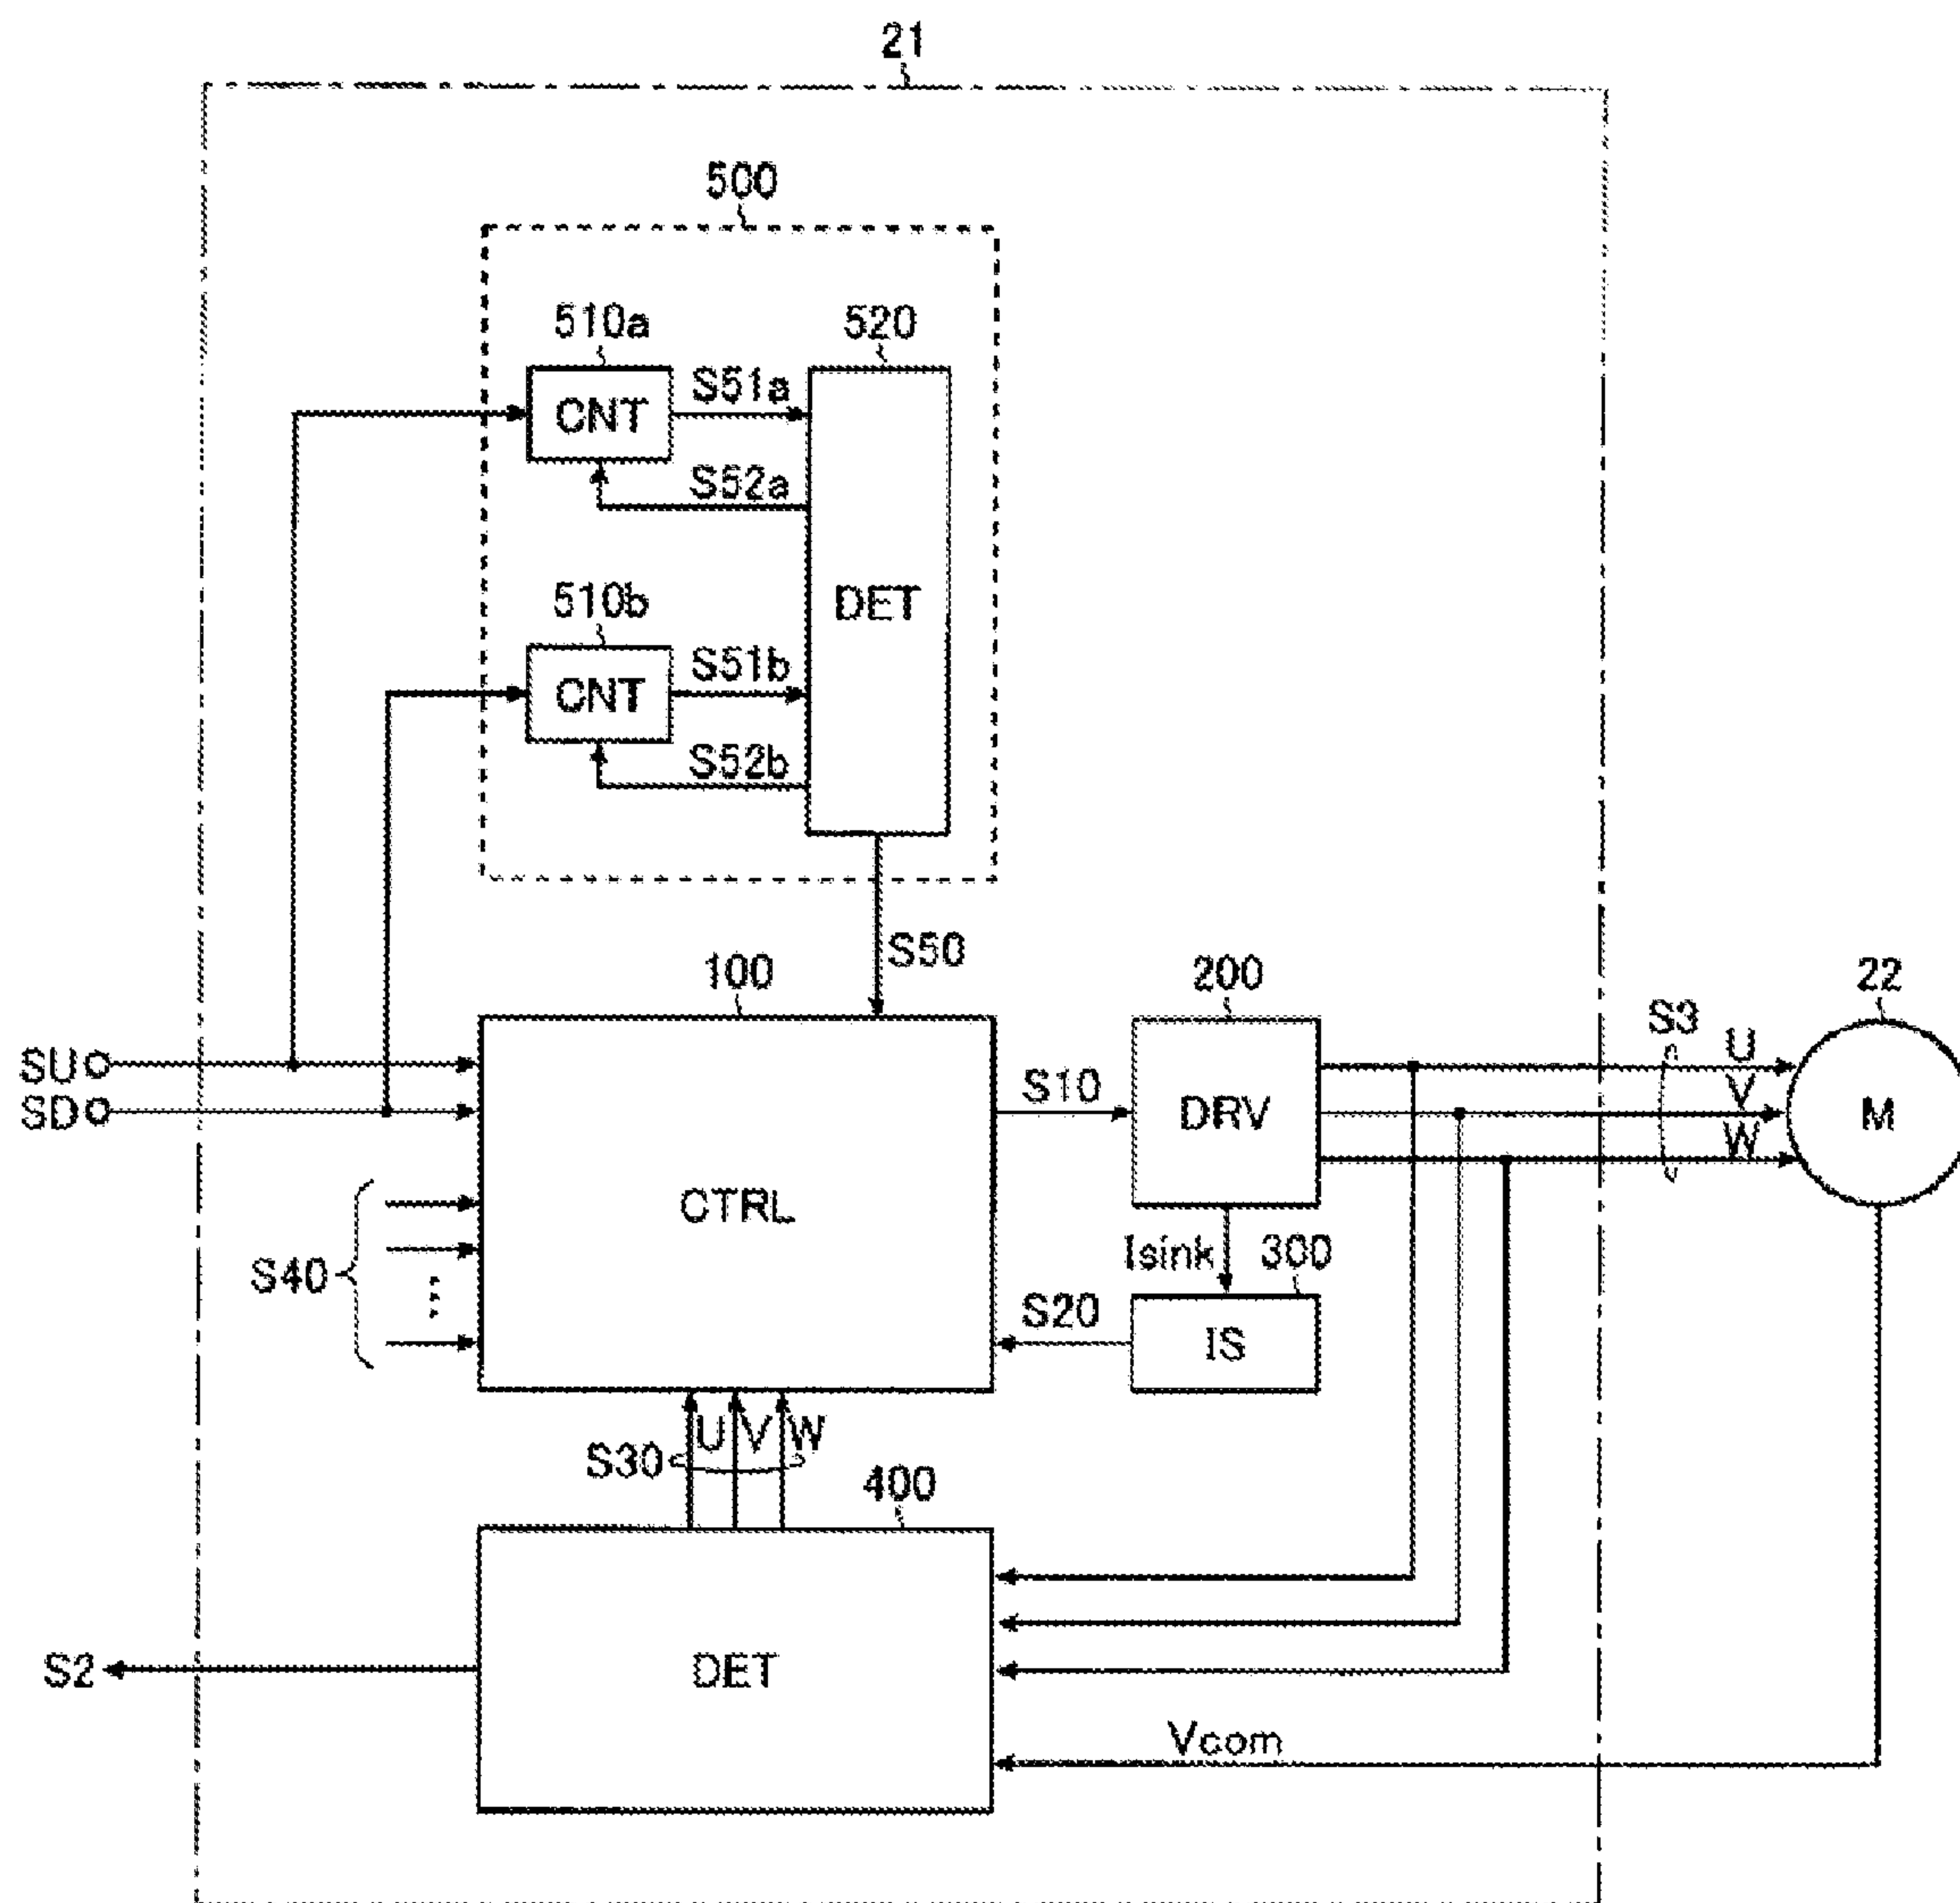 21
500
510a
520
CNT
S51a
S52a
DET
510b
CNT
S51b
S52b
S50
100
200
22
SU
SD
S10
DRV
S3
U
V
W
M
CTRL
S40
Isink
300
S20
IS
S30
U V W
400
S2
DET
Vcom